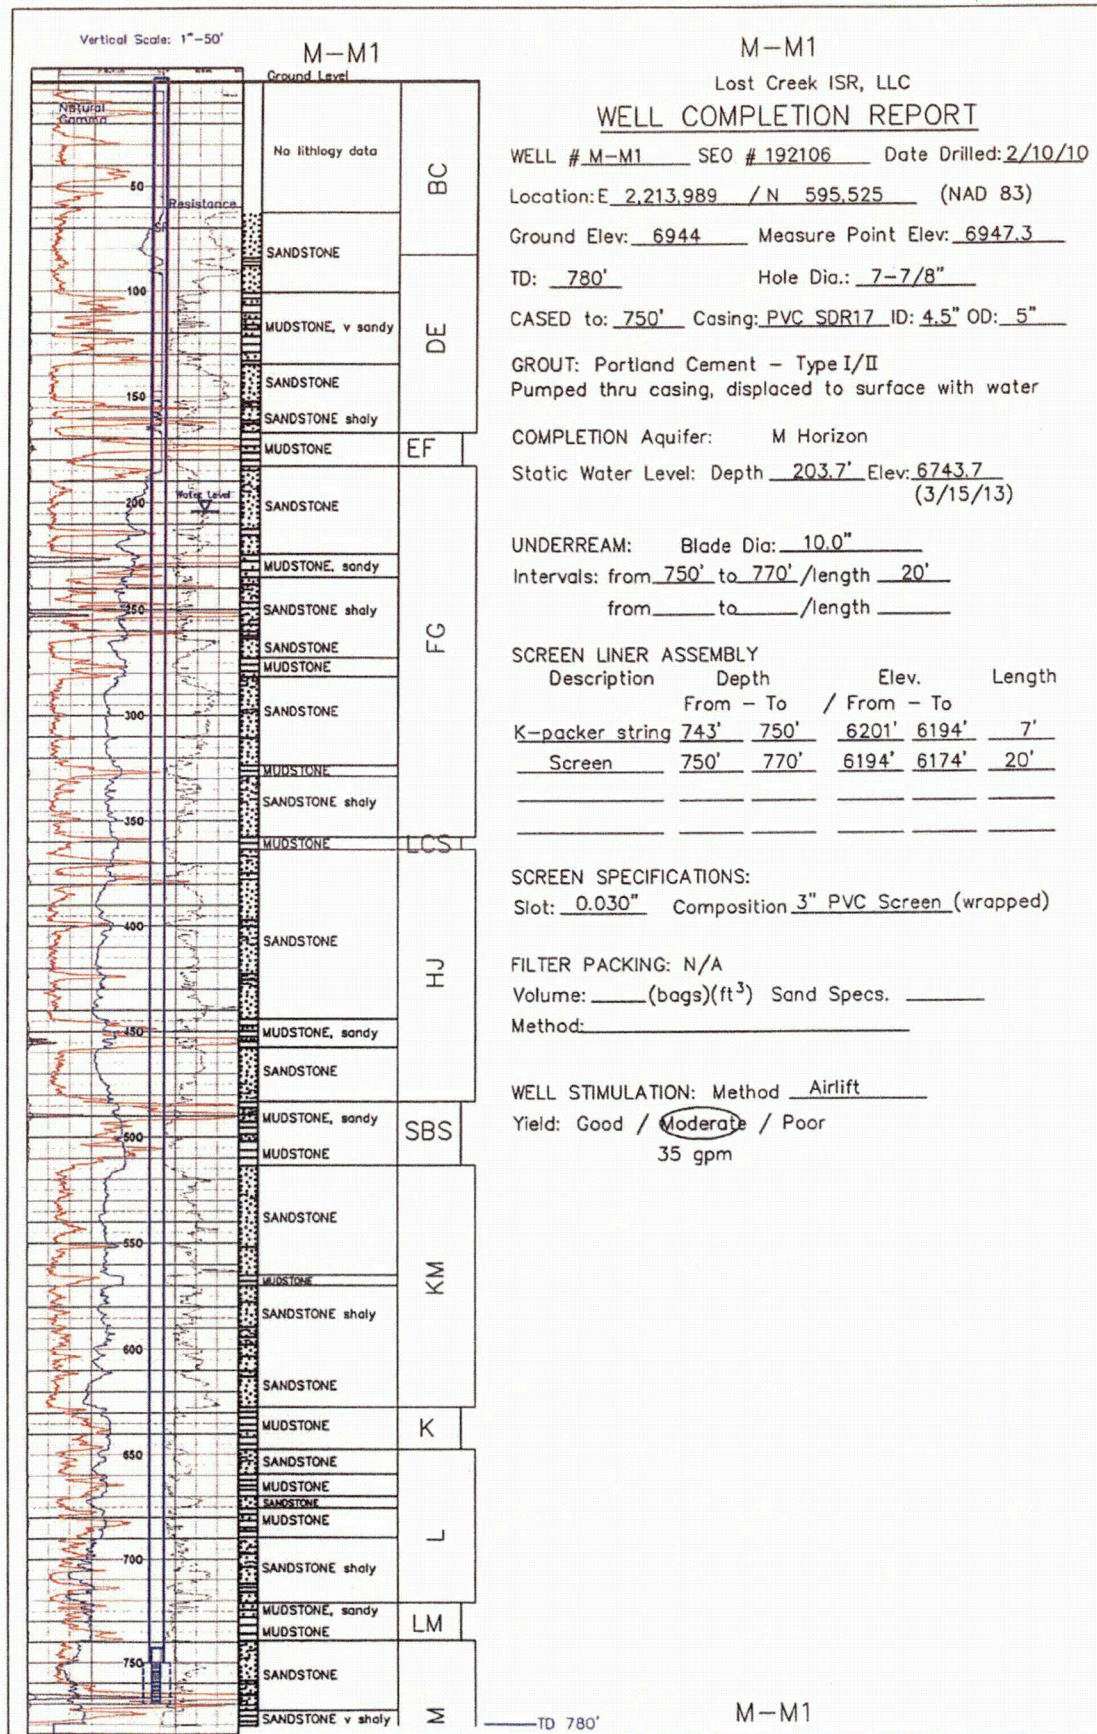 Vertical Scale: 1"-50'
M-M1
Ground Level
Natural
Gamma
No lithlogy data
BC
50
Resistance
SP
SANDSTONE
100
MUDSTONE, v sandy
DE
SANDSTONE
150
SANDSTONE shaly
MUDSTONE
EF
Water Level
200
SANDSTONE
MUDSTONE, sandy
250
SANDSTONE shaly
FG
SANDSTONE
MUDSTONE
300
SANDSTONE
MUDSTONE
SANDSTONE shaly
350
MUDSTONE
LCS
400
SANDSTONE
HJ
450
MUDSTONE, sandy
SANDSTONE
MUDSTONE, sandy
SBS
500
MUDSTONE
SANDSTONE
550
KM
MUDSTONE
SANDSTONE shaly
600
SANDSTONE
MUDSTONE
K
650
SANDSTONE
MUDSTONE
SANDSTONE
MUDSTONE
L
700
SANDSTONE shaly
MUDSTONE, sandy
LM
MUDSTONE
750
SANDSTONE
SANDSTONE v shaly
M
TD 780'
M-M1
Lost Creek ISR, LLC
WELL COMPLETION REPORT
WELL # M-M1 SEO # 192106 Date Drilled: 2/10/10
Location: E 2,213,989 / N 595,525 (NAD 83)
Ground Elev: 6944 Measure Point Elev: 6947.3
TD: 780' Hole Dia.: 7-7/8"
CASED to: 750' Casing: PVC SDR17 ID: 4.5" OD: 5"
GROUT: Portland Cement - Type I/II
Pumped thru casing, displaced to surface with water
COMPLETION Aquifer: M Horizon
Static Water Level: Depth 203.7' Elev: 6743.7
(3/15/13)
UNDERREAM: Blade Dia: 10.0"
Intervals: from 750' to 770' /length 20'
from to /length
SCREEN LINER ASSEMBLY
Description Depth Elev. Length
From - To / From - To
K-packer string 743' 750' 6201' 6194' 7'
Screen 750' 770' 6194' 6174' 20'
SCREEN SPECIFICATIONS:
Slot: 0.030" Composition 3" PVC Screen (wrapped)
FILTER PACKING: N/A
Volume: (bags)(ft³) Sand Specs.
Method:
WELL STIMULATION: Method Airlift
Yield: Good / Moderate / Poor
35 gpm
M-M1